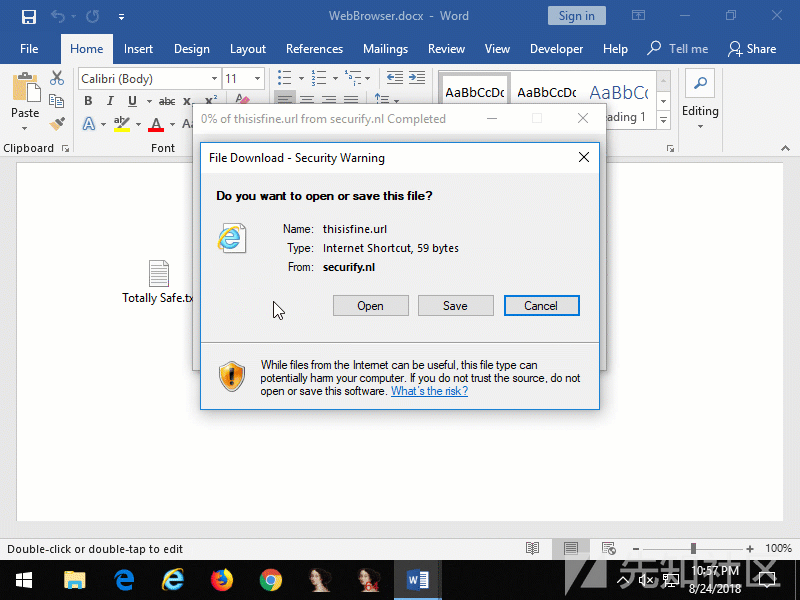 WebBrowser.docx - Word
Sign in
File
Home
Insert
Design
Layout
References
Mailings
Review
View
Developer
Help
Tell me
Share
Calibri (Body)
11
AaBbCcDc
AaBbCcDc
AaBbCc
Paste
B I U abc x x²
Editing
eading 1
Clipboard
Font
0% of thisisfine.url from securify.nl Completed
File Download - Security Warning
Do you want to open or save this file?
Name: thisisfine.url
Type: Internet Shortcut, 59 bytes
From: securify.nl
Totally Safe.tx
Open
Save
Cancel
While files from the Internet can be useful, this file type can
potentially harm your computer. If you do not trust the source, do not
open or save this software. What's the risk?
Double-click or double-tap to edit
100%
先知社区
10:57 PM
8/24/2018